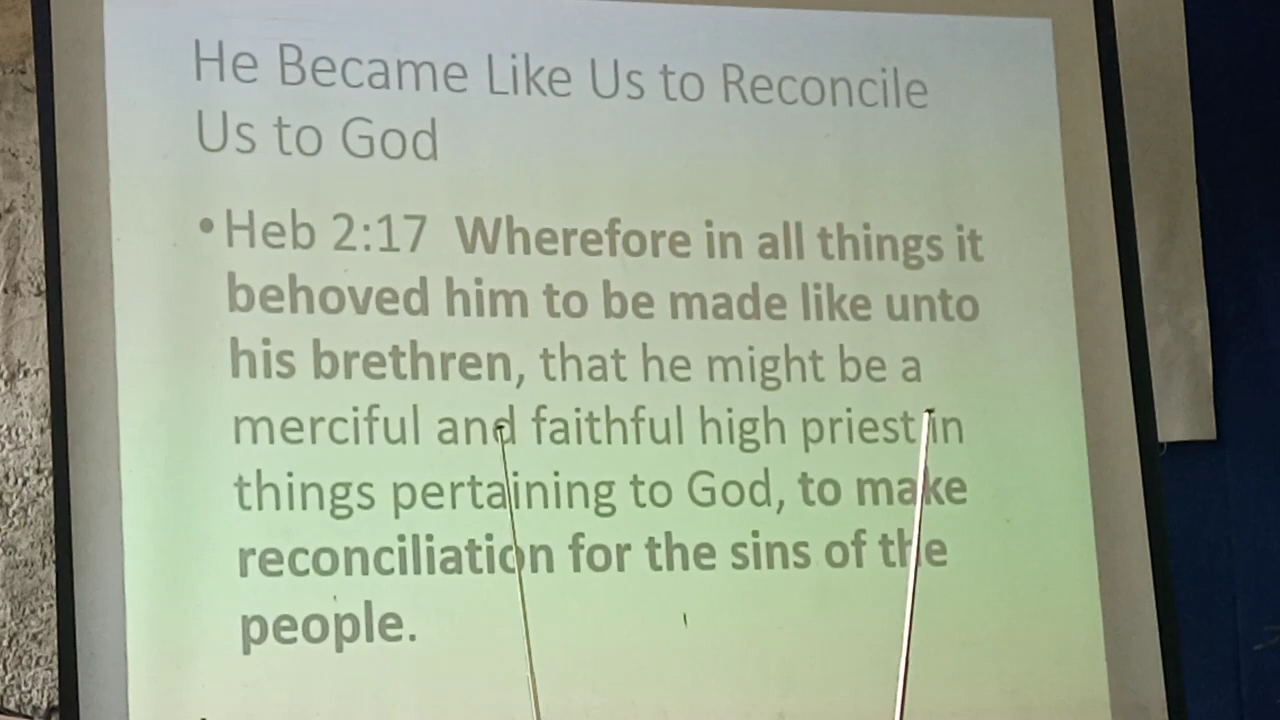 He Became Like Us to Reconcile
Us to God
• Heb 2:17 Wherefore in all things it
behoved him to be made like unto
his brethren, that he might be a
merciful and faithful high priest in
things pertaining to God, to make
reconciliation for the sins of the
people.